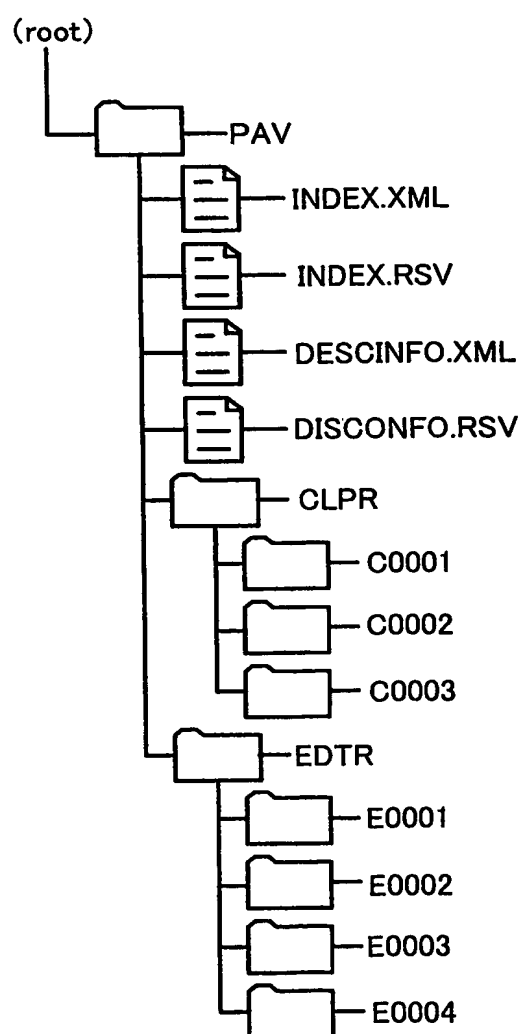 (root)
PAV
INDEX.XML
INDEX.RSV
DESCINFO.XML
DISCONFO.RSV
CLPR
C0001
C0002
C0003
EDTR
E0001
E0002
E0003
E0004